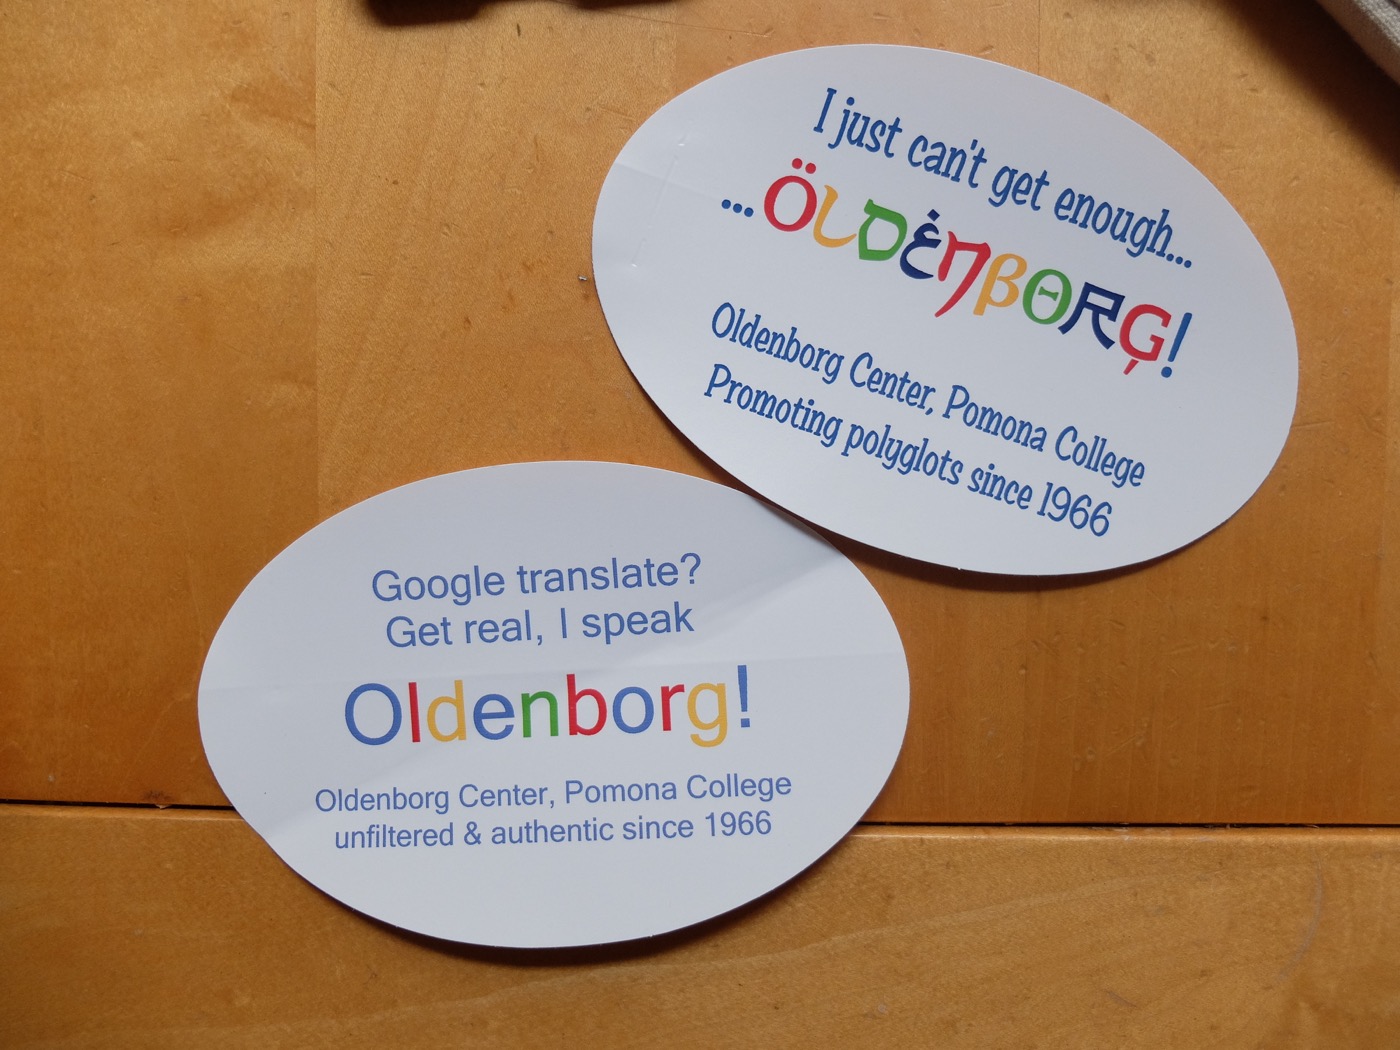 I just can't get enough...
...ÖLDENBORG!
Oldenborg Center, Pomona College
Promoting polyglots since 1966
Google translate?
Get real, I speak
Oldenborg!
Oldenborg Center, Pomona College
unfiltered & authentic since 1966